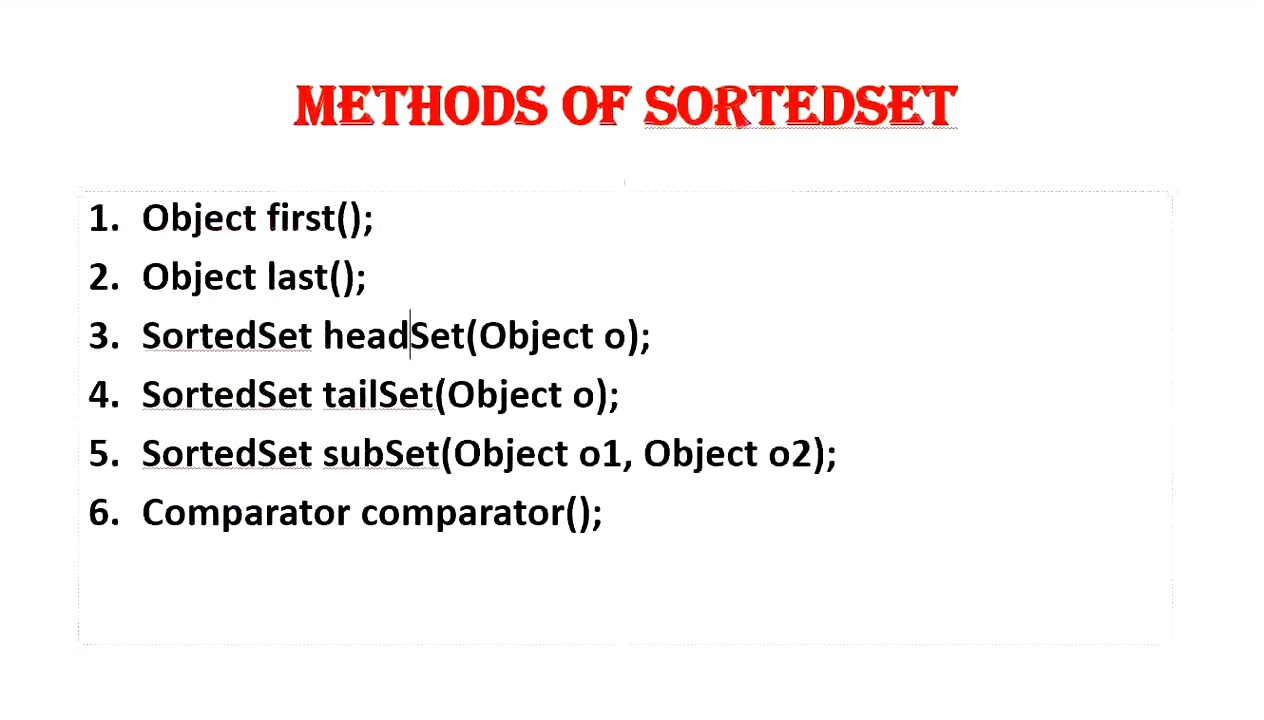 METHODS OF SORTEDSET
1. Object first();
2. Object last();
3. SortedSet headSet(Object o);
4. SortedSet tailSet(Object o);
5. SortedSet subSet(Object o1, Object o2);
6. Comparator comparator();